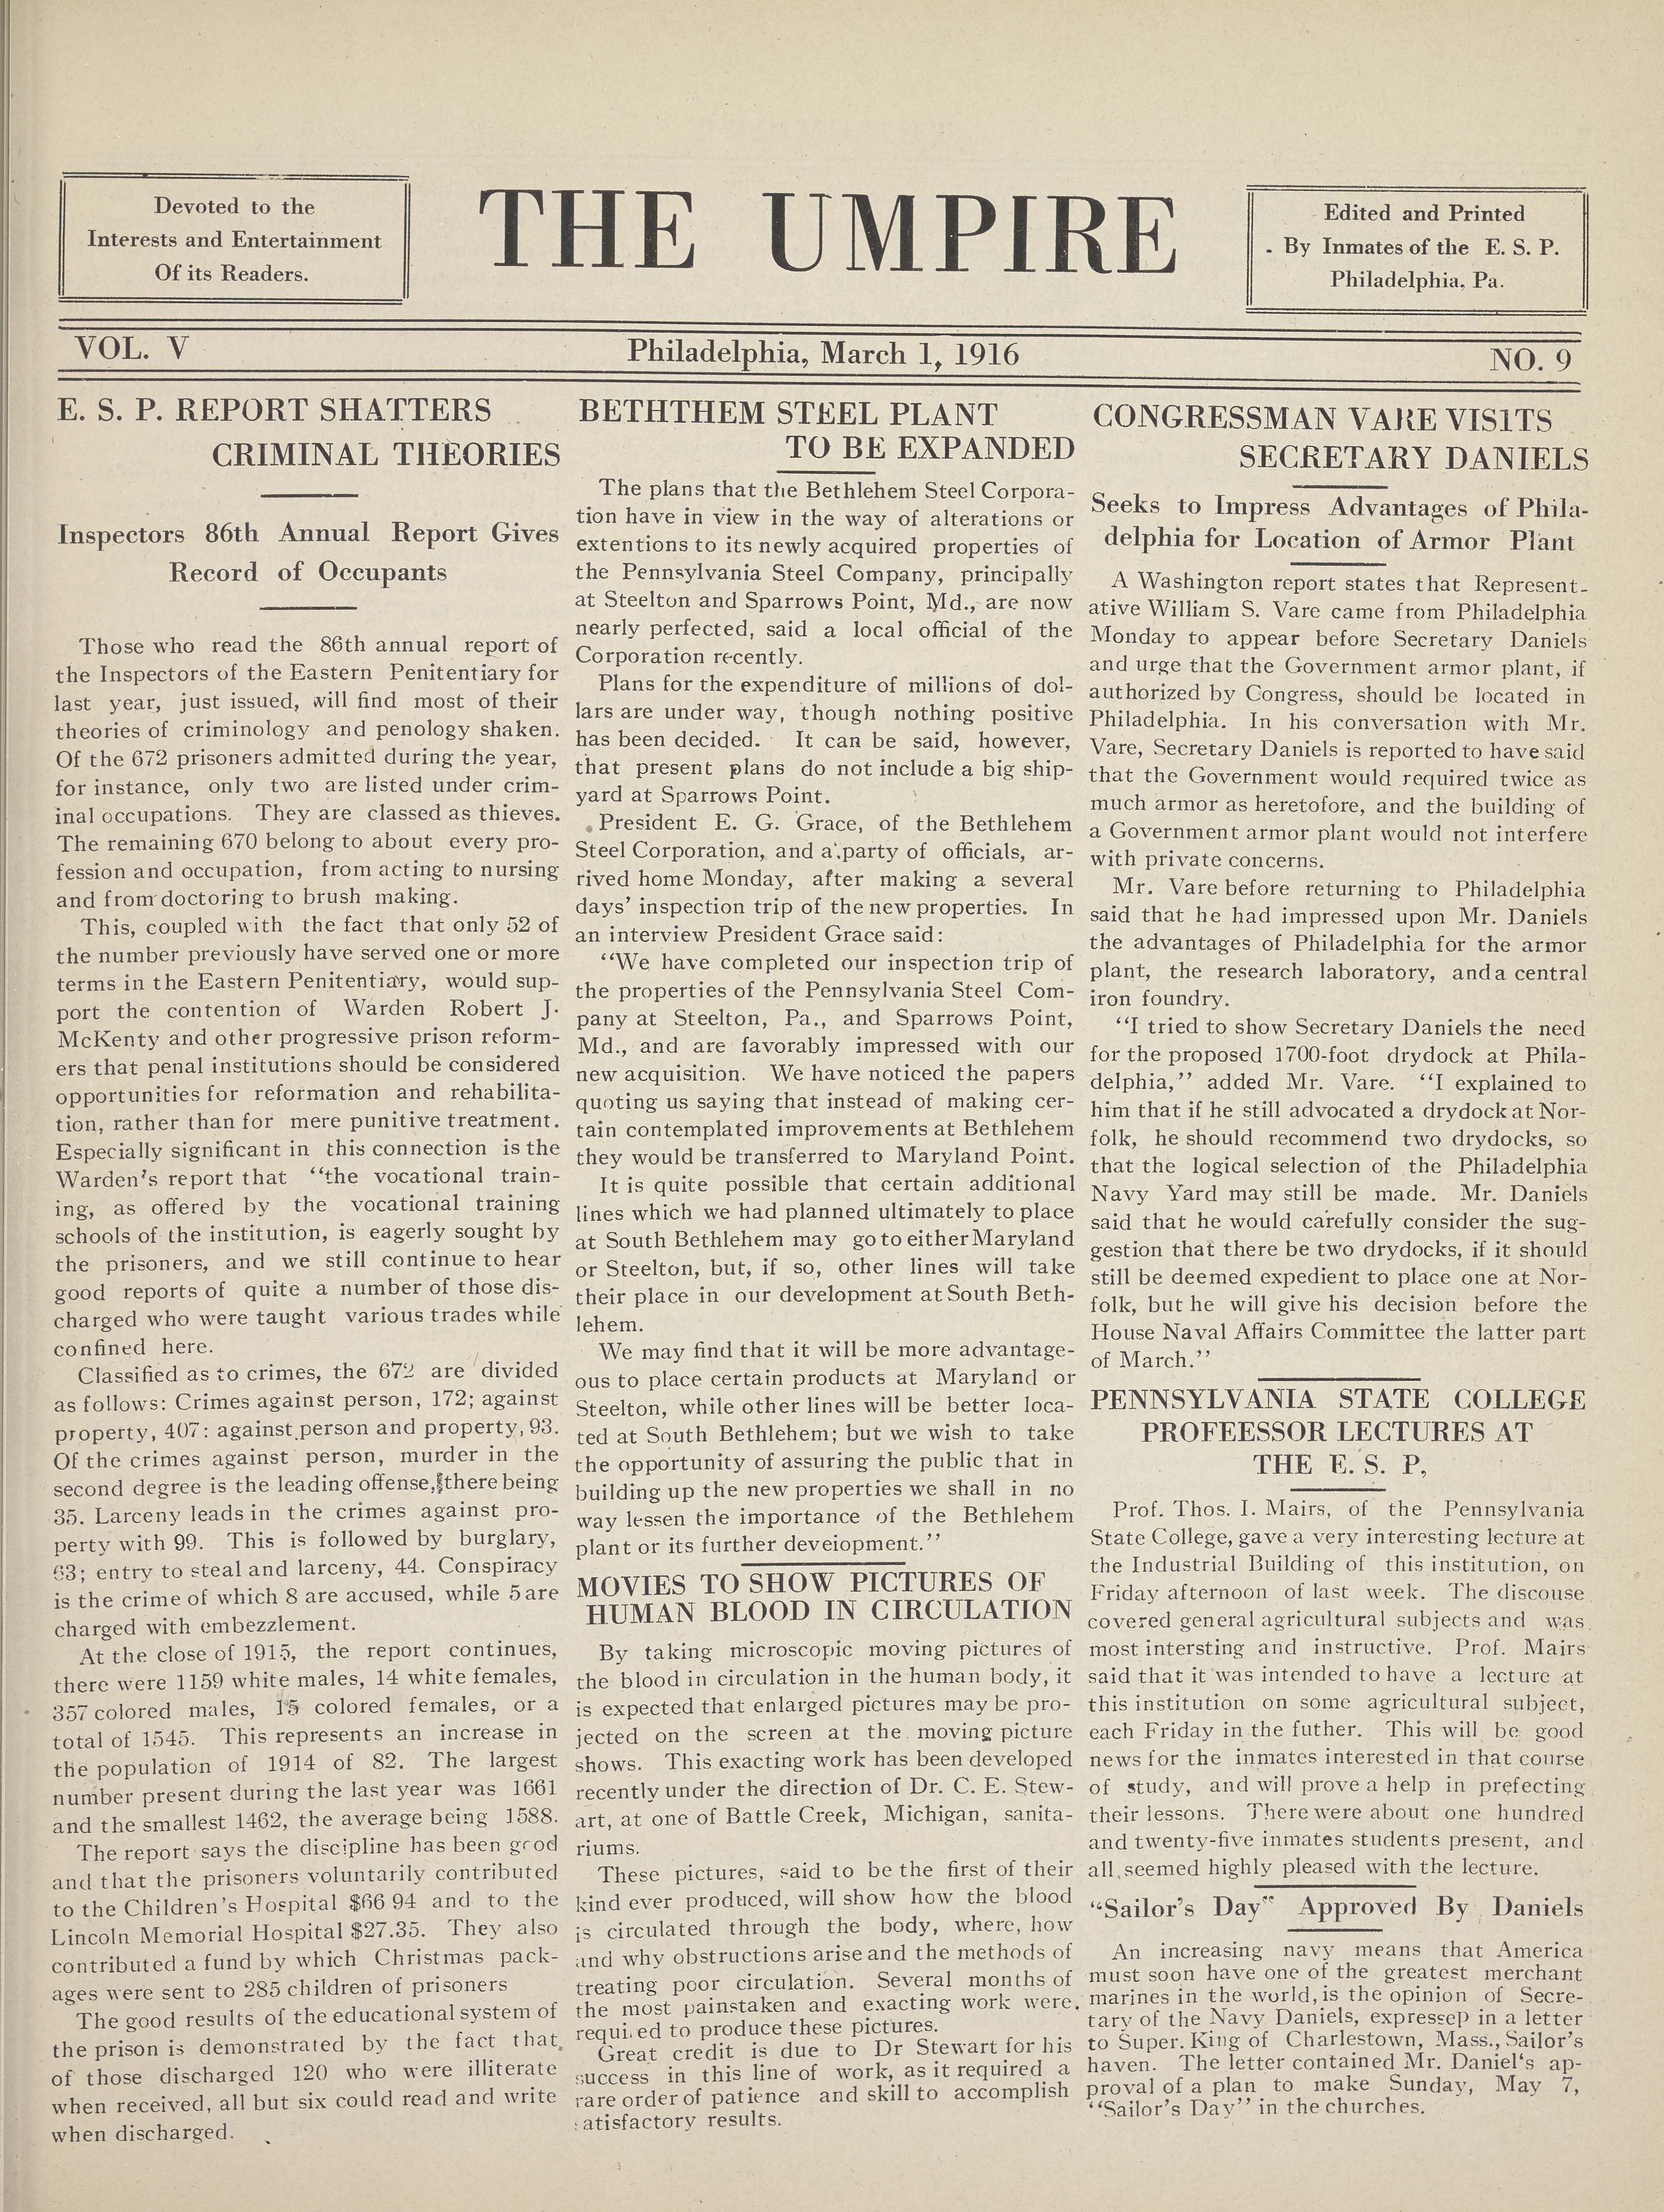 Devoted to the
Interests and Entertainment
Of its Readers.
THE UMPIRE
Edited and Printed
By Inmates of the E. S. P.
Philadelphia, Pa.
VOL. V
Philadelphia, March 1, 1916
NO. 9
E. S. P. REPORT SHATTERS
CRIMINAL THEORIES
Inspectors 86th Annual Report Gives
Record of Occupants
Those who read the 86th annual report of
the Inspectors of the Eastern Penitentiary for
last year, just issued, will find most of their
theories of criminology and penology shaken.
Of the 672 prisoners admitted during the year,
for instance, only two are listed under crim-
inal occupations. They are classed as thieves.
The remaining 670 belong to about every pro-
fession and occupation, from acting to nursing
and from doctoring to brush making.
This, coupled with the fact that only 52 of
the number previously have served one or more
terms in the Eastern Penitentiary, would sup-
port the contention of Warden Robert J.
McKenty and other progressive prison reform-
ers that penal institutions should be considered
opportunities for reformation and rehabilita-
tion, rather than for mere punitive treatment.
Especially significant in this connection is the
Warden's report that “the vocational train-
ing, as offered by the vocational training
schools of the institution, is eagerly sought by
the prisoners, and we still continue to hear
good reports of quite a number of those dis-
charged who were taught various trades while
confined here.
Classified as to crimes, the 672 are divided
as follows: Crimes against person, 172; against
property, 407: against person and property, 93.
Of the crimes against person, murder in the
second degree is the leading offense, there being
35. Larceny leads in the crimes against pro-
perty with 99. This is followed by burglary,
63; entry to steal and larceny, 44. Conspiracy
is the crime of which 8 are accused, while 5 are
charged with embezzlement.
At the close of 1915, the report continues,
there were 1159 white males, 14 white females,
357 colored males, 15 colored females, or a
total of 1545. This represents an increase in
the population of 1914 of 82. The largest
number present during the last year was 1661
and the smallest 1462, the average being 1588.
The report says the discipline has been good
and that the prisoners voluntarily contributed
to the Children's Hospital $66 94 and to the
Lincoln Memorial Hospital $27.35. They also
contributed a fund by which Christmas pack-
ages were sent to 285 children of prisoners
The good results of the educational system of
the prison is demonstrated by the fact that,
of those discharged 120 who were illiterate
when received, all but six could read and write
when discharged.
BETHTHEM STEEL PLANT
TO BE EXPANDED
The plans that the Bethlehem Steel Corpora-
tion have in view in the way of alterations or
extentions to its newly acquired properties of
the Pennsylvania Steel Company, principally
at Steelton and Sparrows Point, Md., are now
nearly perfected, said a local official of the
Corporation recently.
Plans for the expenditure of millions of dol-
lars are under way, though nothing positive
has been decided. It can be said, however,
that present plans do not include a big ship-
yard at Sparrows Point.
President E. G. Grace, of the Bethlehem
Steel Corporation, and a party of officials, ar-
rived home Monday, after making a several
days' inspection trip of the new properties. In
an interview President Grace said:
“We have completed our inspection trip of
the properties of the Pennsylvania Steel Com-
pany at Steelton, Pa., and Sparrows Point,
Md., and are favorably impressed with our
new acquisition. We have noticed the papers
quoting us saying that instead of making cer-
tain contemplated improvements at Bethlehem
they would be transferred to Maryland Point.
It is quite possible that certain additional
lines which we had planned ultimately to place
at South Bethlehem may go to either Maryland
or Steelton, but, if so, other lines will take
their place in our development at South Beth-
lehem.
We may find that it will be more advantage-
ous to place certain products at Maryland or
Steelton, while other lines will be better loca-
ted at South Bethlehem; but we wish to take
the opportunity of assuring the public that in
building up the new properties we shall in no
way lessen the importance of the Bethlehem
plant or its further deveiopment.”
MOVIES TO SHOW PICTURES OF
HUMAN BLOOD IN CIRCULATION
By taking microscopic moving pictures of
the blood in circulation in the human body, it
is expected that enlarged pictures may be pro-
jected on the screen at the moving picture
shows. This exacting work has been developed
recently under the direction of Dr. C. E. Stew-
art, at one of Battle Creek, Michigan, sanita-
riums.
These pictures, said to be the first of their
kind ever produced, will show how the blood
is circulated through the body, where, how
and why obstructions arise and the methods of
treating poor circulation. Several months of
the most painstaken and exacting work were
required to produce these pictures.
Great credit is due to Dr Stewart for his
success in this line of work, as it required a
rare order of patience and skill to accomplish
satisfactory results.
CONGRESSMAN VARE VISITS
SECRETARY DANIELS
Seeks to Impress Advantages of Phila-
delphia for Location of Armor Plant
A Washington report states that Represent-
ative William S. Vare came from Philadelphia
Monday to appear before Secretary Daniels
and urge that the Government armor plant, if
authorized by Congress, should be located in
Philadelphia. In his conversation with Mr.
Vare, Secretary Daniels is reported to have said
that the Government would required twice as
much armor as heretofore, and the building of
a Government armor plant would not interfere
with private concerns.
Mr. Vare before returning to Philadelphia
said that he had impressed upon Mr. Daniels
the advantages of Philadelphia for the armor
plant, the research laboratory, and a central
iron foundry.
“I tried to show Secretary Daniels the need
for the proposed 1700-foot drydock at Phila-
delphia,” added Mr. Vare. “I explained to
him that if he still advocated a drydock at Nor-
folk, he should recommend two drydocks, so
that the logical selection of the Philadelphia
Navy Yard may still be made. Mr. Daniels
said that he would carefully consider the sug-
gestion that there be two drydocks, if it should
still be deemed expedient to place one at Nor-
folk, but he will give his decision before the
House Naval Affairs Committee the latter part
of March.”
PENNSYLVANIA STATE COLLEGE
PROFEESSOR LECTURES AT
THE E. S. P,
Prof. Thos. I. Mairs, of the Pennsylvania
State College, gave a very interesting lecture at
the Industrial Building of this institution, on
Friday afternoon of last week. The discouse
covered general agricultural subjects and was
most intersting and instructive. Prof. Mairs
said that it was intended to have a lecture at
this institution on some agricultural subject,
each Friday in the futher. This will be good
news for the inmates interested in that course
of study, and will prove a help in prefecting
their lessons. There were about one hundred
and twenty-five inmates students present, and
all seemed highly pleased with the lecture.
“Sailor's Day” Approved By Daniels
An increasing navy means that America
must soon have one of the greatest merchant
marines in the world, is the opinion of Secre-
tary of the Navy Daniels, expressep in a letter
to Super. King of Charlestown, Mass., Sailor's
haven. The letter contained Mr. Daniel's ap-
proval of a plan to make Sunday, May 7,
“Sailor's Day” in the churches.